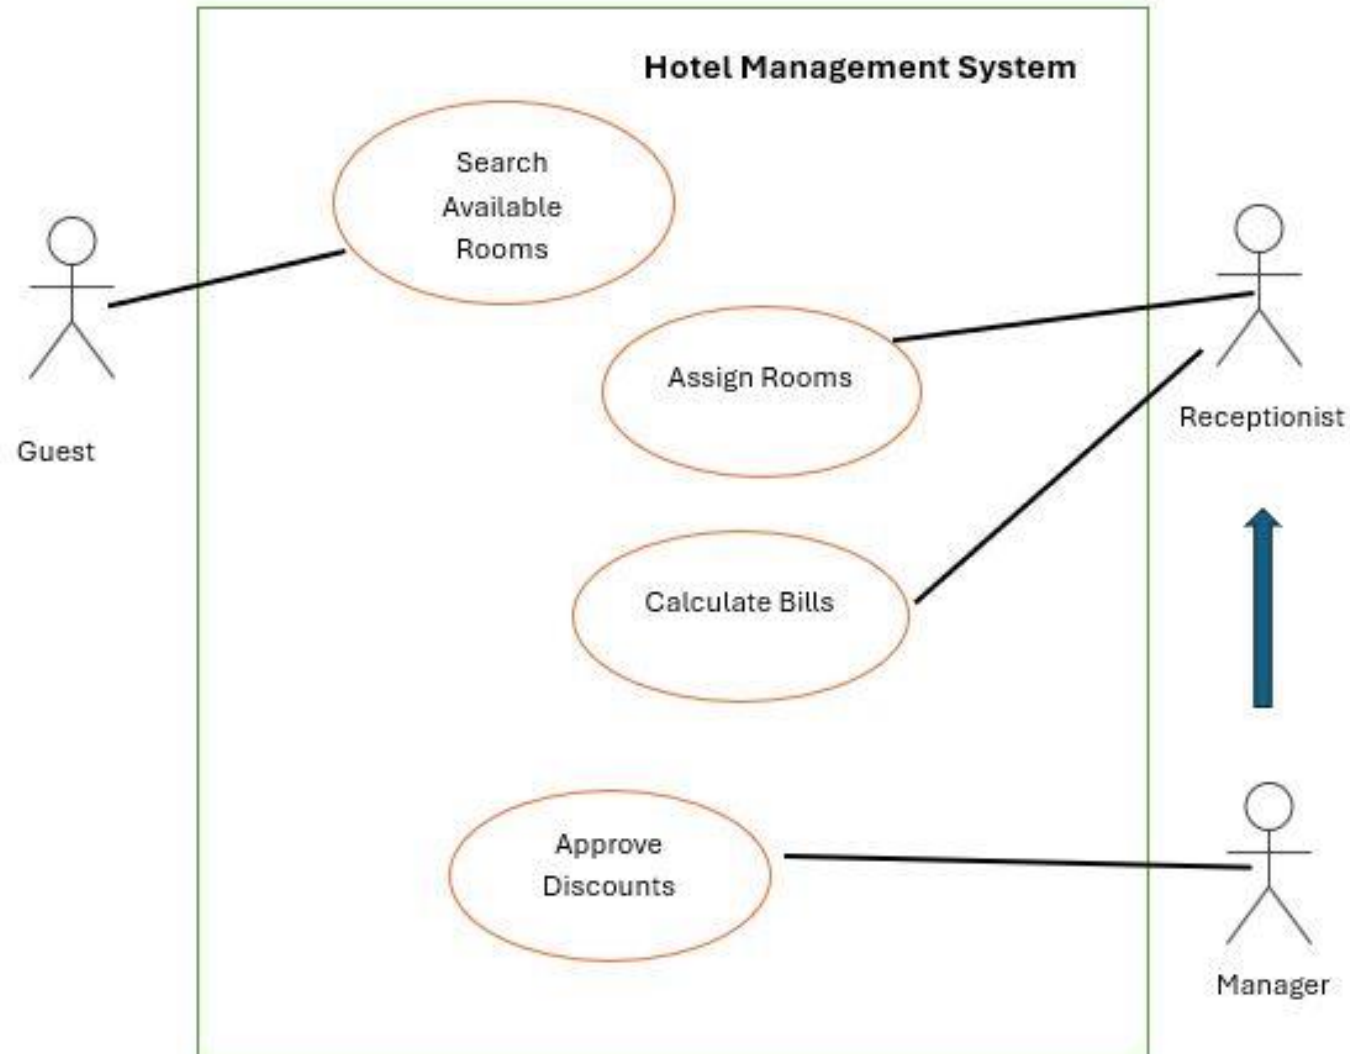 Hotel Management System
Search
Available
Rooms
Assign Rooms
Receptionist
Guest
Calculate Bills
Approve
Discounts
Manager